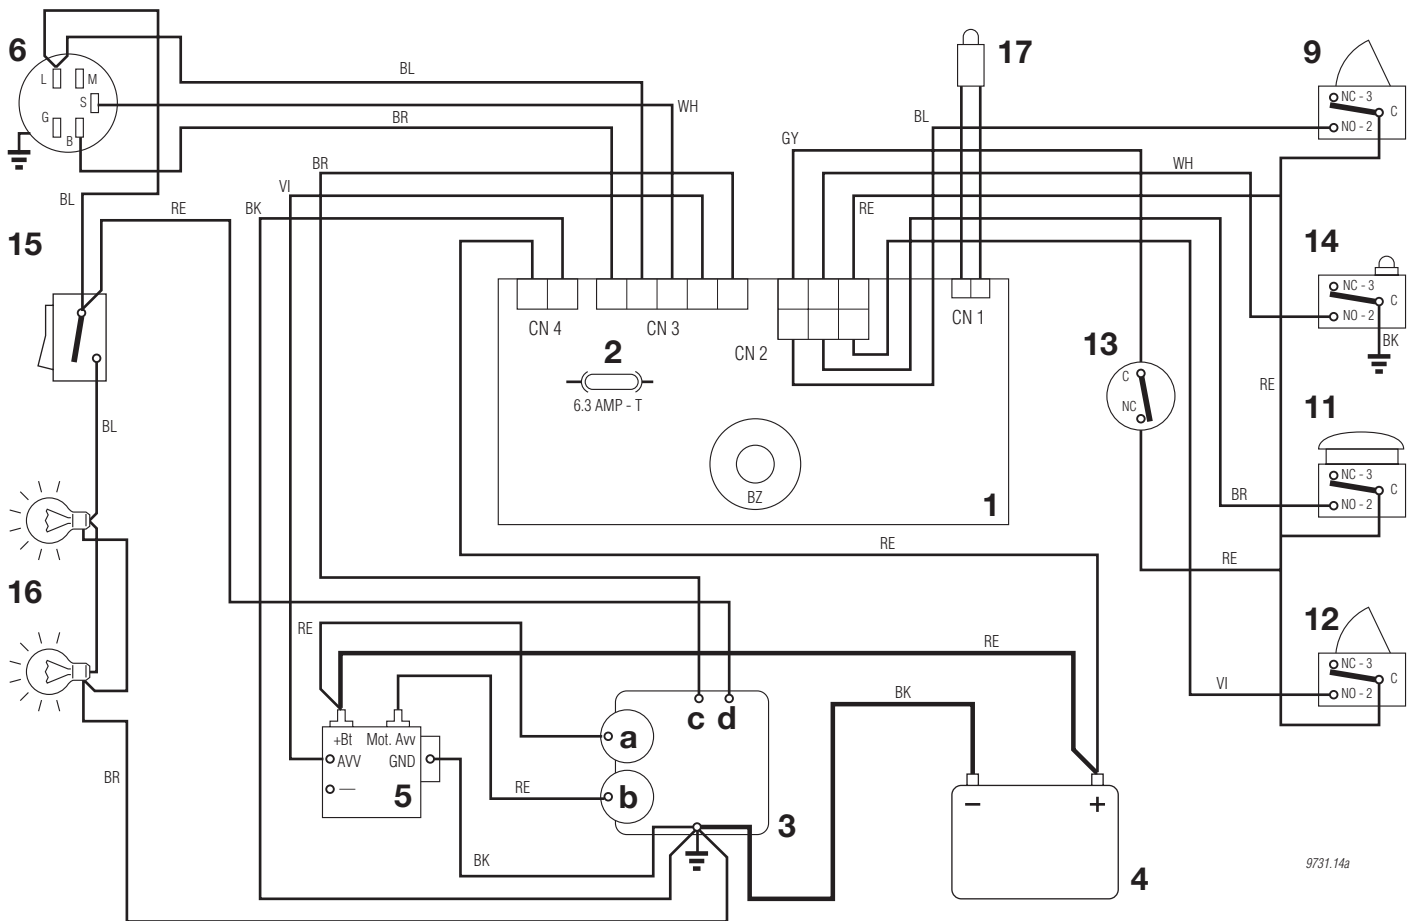 6
L
M
S
G
B
BL
WH
BR
BR
VI
BK
BL
RE
15
17
BL
GY
WH
RE
9
NC - 3
C
NO - 2
14
NC - 3
C
NO - 2
BK
CN 4
CN 3
CN 2
CN 1
2
6.3 AMP - T
BZ
1
13
C
NC
RE
11
NC - 3
C
NO - 2
BR
BL
16
RE
RE
12
NC - 3
C
NO - 2
VI
RE
RE
BK
+Bt
Mot. Avv
AVV
GND
—
5
RE
a
b
c
d
3
BK
BR
− +
4
9731.14a